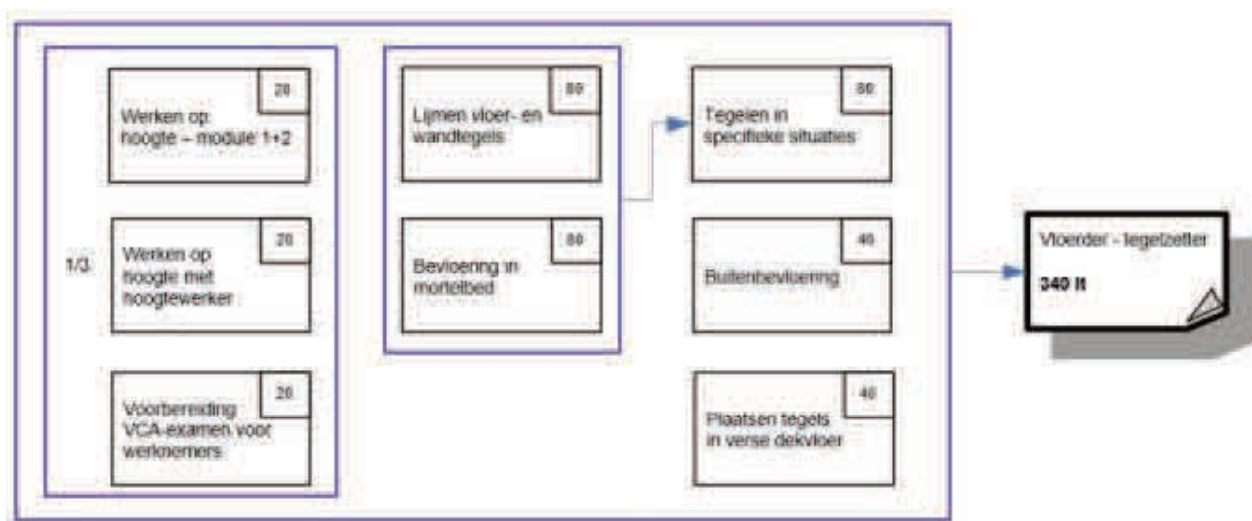 20
Werken op
hoogte – module 1+2
1/3
20
Werken op
hoogte met
hoogtewerker
20
Voorbereiding
VCA-examen voor
werknemers
80
Lijmen vloer- en
wandtegels
80
Bevloering in
mortelbed
80
Tegelen in
specifieke situaties
40
Buitenbevloering
40
Plaatsen tegels
in verse dekvloer
Vloerder - tegelzetter
340 lt